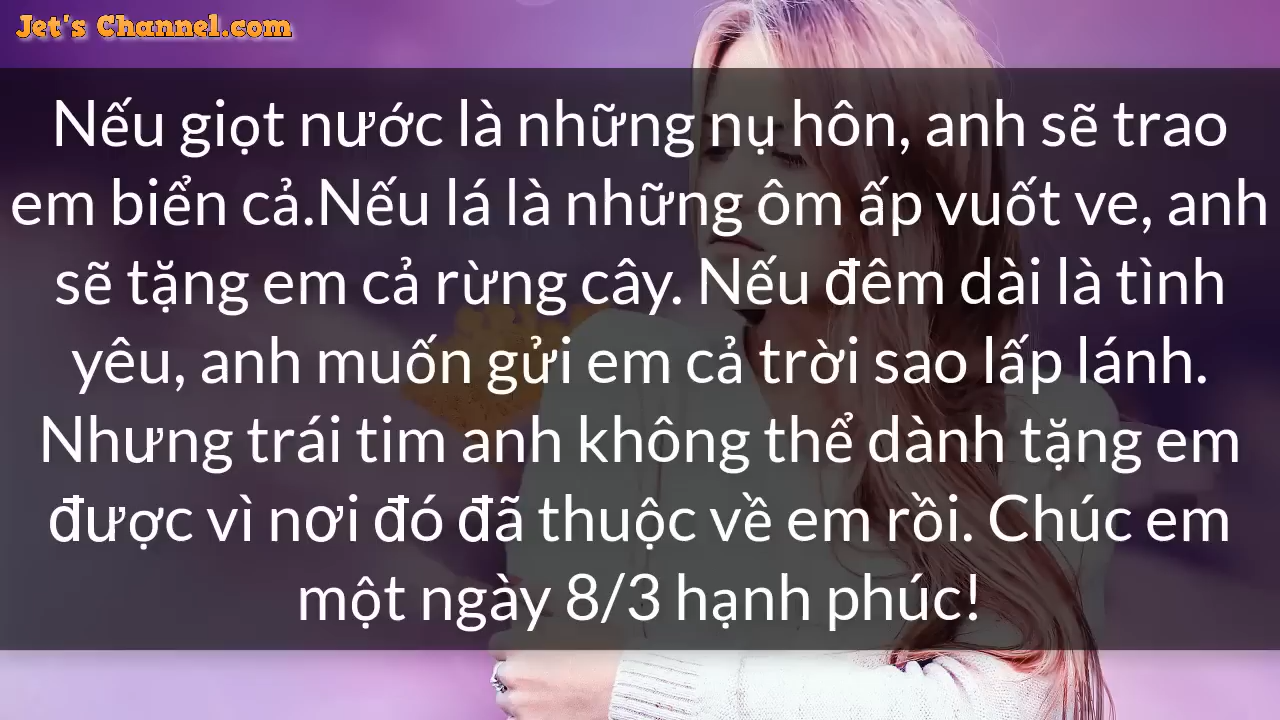 Jet's Channel.com
Nếu giọt nước là những nụ hôn, anh sẽ trao
em biển cả.Nếu lá là những ôm ấp vuốt ve, anh
sẽ tặng em cả rừng cây. Nếu đêm dài là tình
yêu, anh muốn gửi em cả trời sao lấp lánh.
Nhưng trái tim anh không thể dành tặng em
được vì nơi đó đã thuộc về em rồi. Chúc em
một ngày 8/3 hạnh phúc!